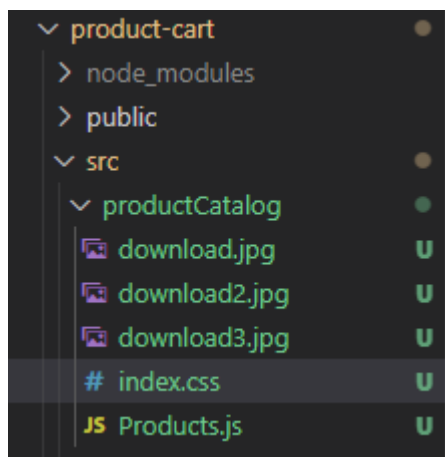 product-cart
node_modules
public
src
productCatalog
download.jpg U
download2.jpg U
download3.jpg U
# index.css U
JS Products.js U